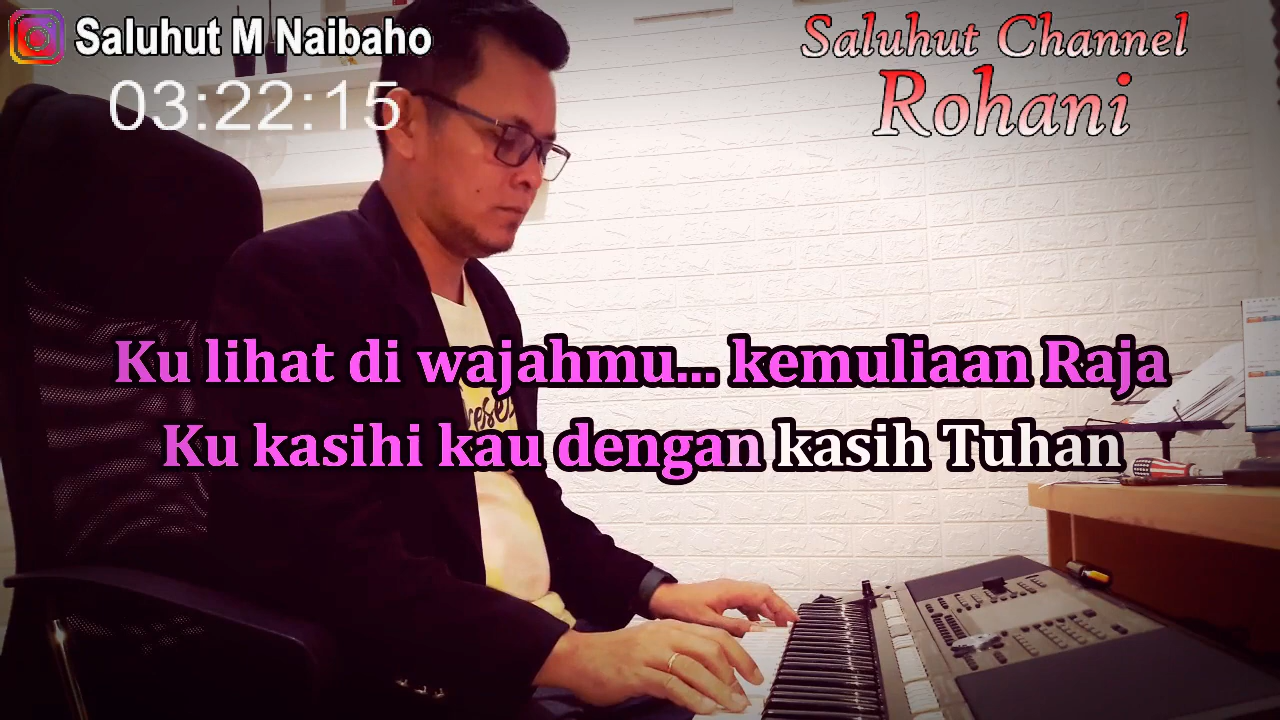 Saluhut M Naibaho
03:22:15
Saluhut Channel
Rohani
Ku lihat di wajahmu... kemuliaan Raja
Ku kasihi kau dengan kasih Tuhan